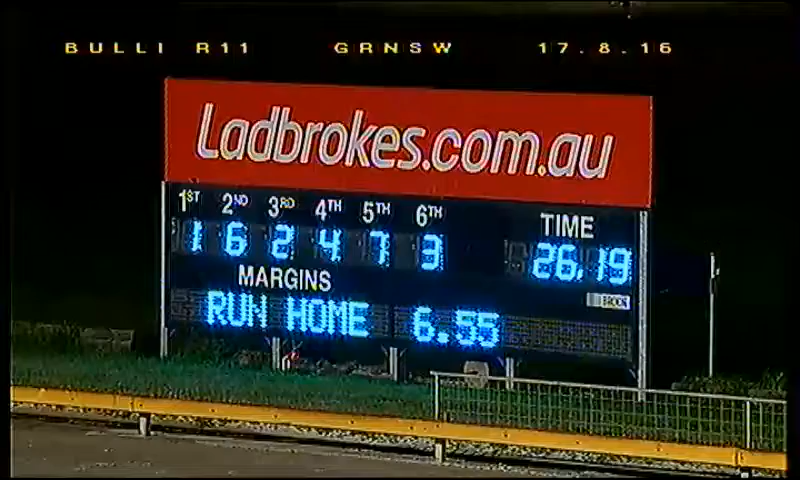 BULLI R11 GRNSW 17.8.16
Ladbrokes.com.au
1ST 2ND 3RD 4TH 5TH 6TH TIME
1 6 2 4 7 3 26.19
MARGINS
RUN HOME 6.55